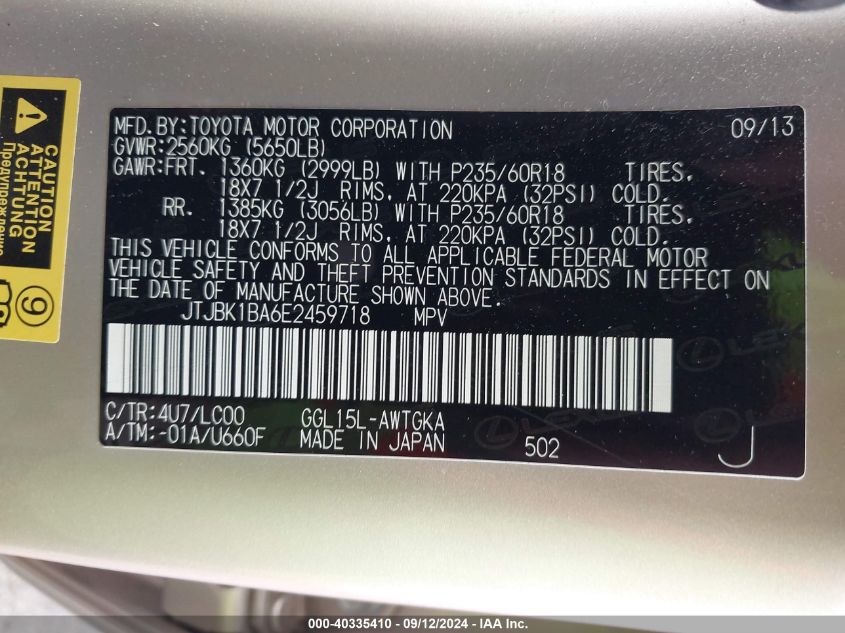 MFD.BY:TOYOTA MOTOR CORPORATION 09/13
GVWR:2560KG (5650LB)
GAWR:FRT. 1360KG (2999LB) WITH P235/60R18 TIRES,
18X7 1/2J RIMS, AT 220KPA (32PSI) COLD.
RR. 1385KG (3056LB) WITH P235/60R18 TIRES,
18X7 1/2J RIMS, AT 220KPA (32PSI) COLD.
THIS VEHICLE CONFORMS TO ALL APPLICABLE FEDERAL MOTOR
VEHICLE SAFETY AND THEFT PREVENTION STANDARDS IN EFFECT ON
THE DATE OF MANUFACTURE SHOWN ABOVE.
JTJBK1BA6E2459718 MPV
C/TR:4U7/LC00 GGL15L-AWTGKA
A/TM:-01A/U660F MADE IN JAPAN 502 J
CAUTION
ATTENTION
ACHTUNG
Предупреждение
9
LEXUS
000-40335410 - 09/12/2024 - IAA Inc.